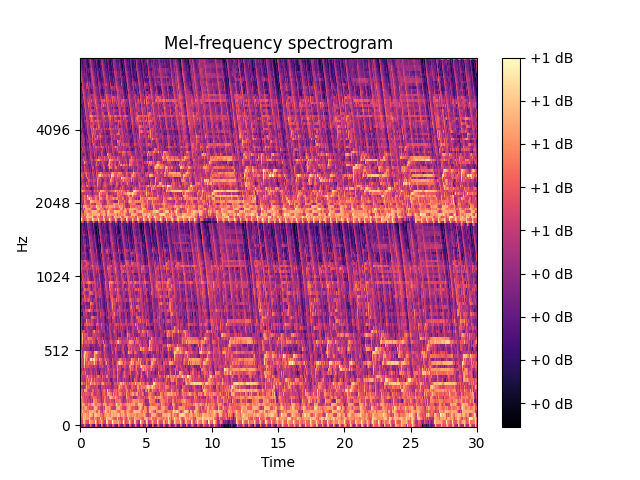 Mel-frequency spectrogram
Hz
4096
2048
1024
512
0
0 5 10 15 20 25 30
Time
+1 dB
+1 dB
+1 dB
+1 dB
+1 dB
+0 dB
+0 dB
+0 dB
+0 dB